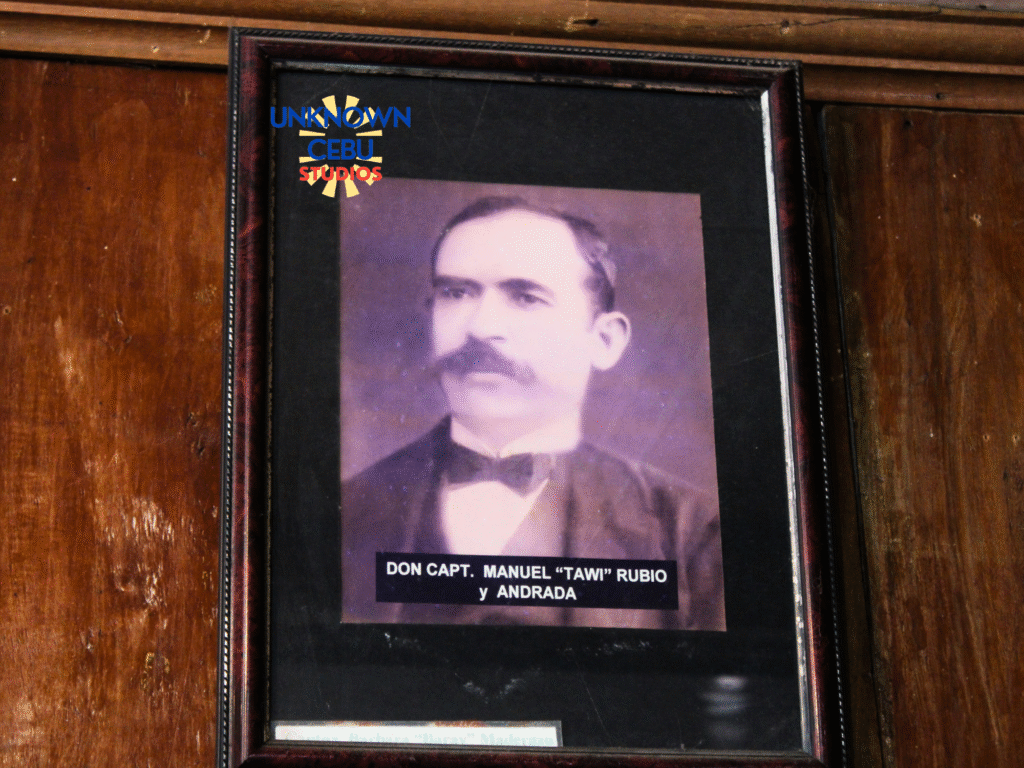 UNKNOWN
CEBU
STUDIOS
DON CAPT. MANUEL “TAWI” RUBIO
y ANDRADA